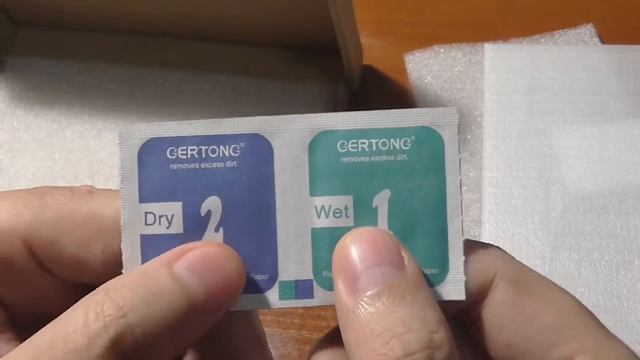 GERTONG®
removes excess dirt
Dry
2
GERTONG®
removes excess dirt
Wet
1